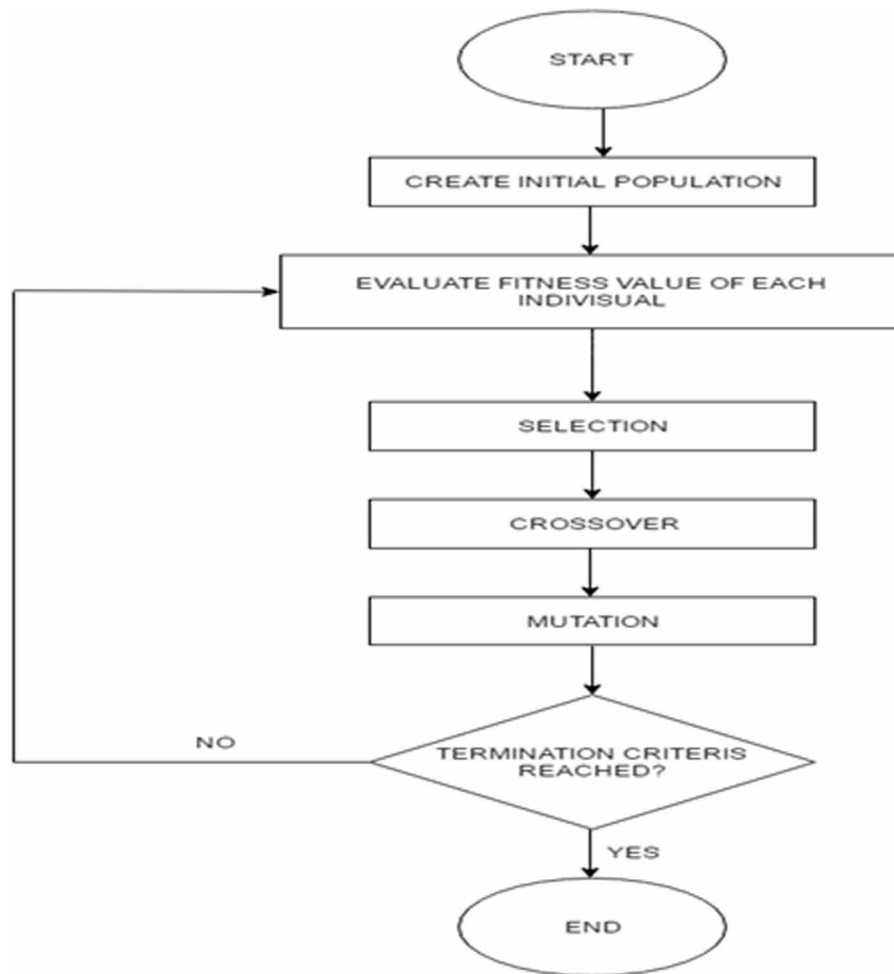 START
CREATE INITIAL POPULATION
EVALUATE FITNESS VALUE OF EACH
INDIVISUAL
SELECTION
CROSSOVER
MUTATION
NO
TERMINATION CRITERIS
REACHED?
YES
END